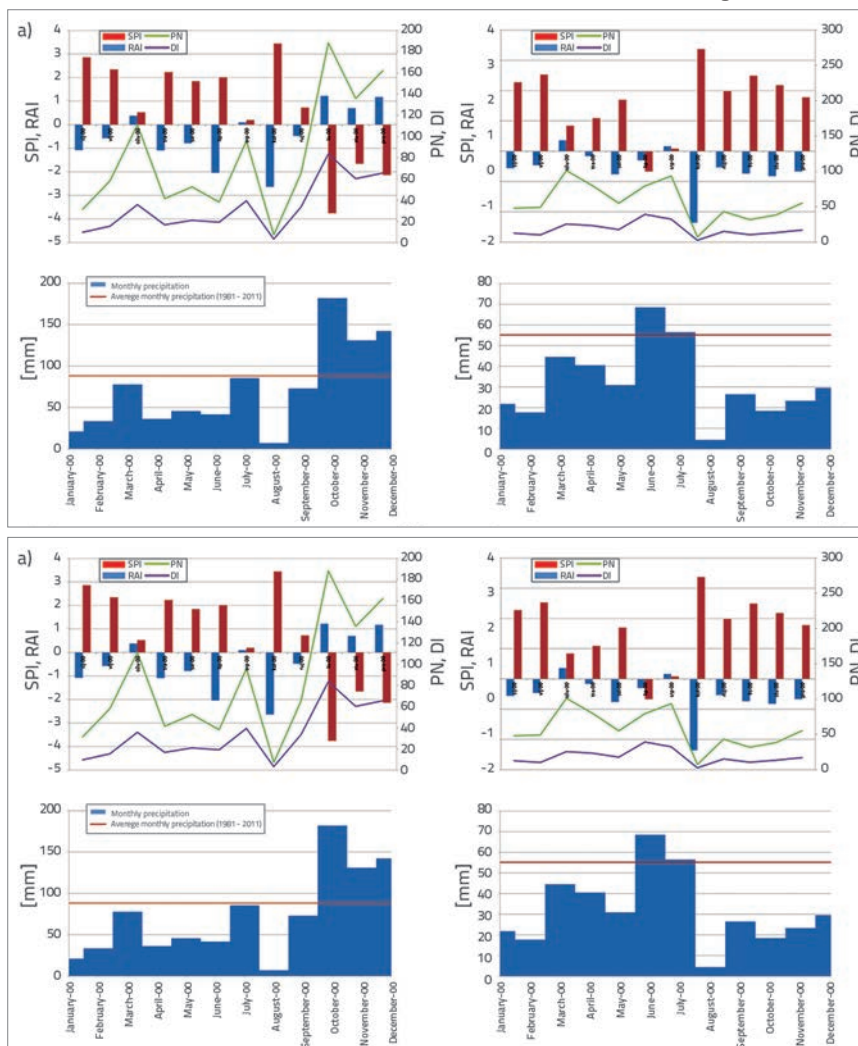 a)
SPI PN
RAI DI
4
3
2
1
0
-1
-2
-3
-4
-5
SPI, RAI
200
180
160
140
120
100
80
60
40
20
0
SPI PN
RAI DI
4
3
2
1
0
-1
-2
300
250
200
150
100
50
0
PN, DI
Monthly precipitation
Averege monthly precipitation (1981 - 2011)
200
150
100
50
0
[mm]
January-00
February-00
March-00
April-00
May-00
June-00
July-00
August-00
September-00
October-00
November-00
December-00
80
70
60
50
40
30
20
10
0
[mm]
January-00
February-00
March-00
April-00
May-00
June-00
July-00
August-00
September-00
October-00
November-00
December-00
a)
SPI PN
RAI DI
4
3
2
1
0
-1
-2
-3
-4
-5
SPI, RAI
200
180
160
140
120
100
80
60
40
20
0
SPI PN
RAI DI
4
3
2
1
0
-1
-2
300
250
200
150
100
50
0
PN, DI
Monthly precipitation
Averege monthly precipitation (1981 - 2011)
200
150
100
50
0
[mm]
January-00
February-00
March-00
April-00
May-00
June-00
July-00
August-00
September-00
October-00
November-00
December-00
80
70
60
50
40
30
20
10
0
[mm]
January-00
February-00
March-00
April-00
May-00
June-00
July-00
August-00
September-00
October-00
November-00
December-00